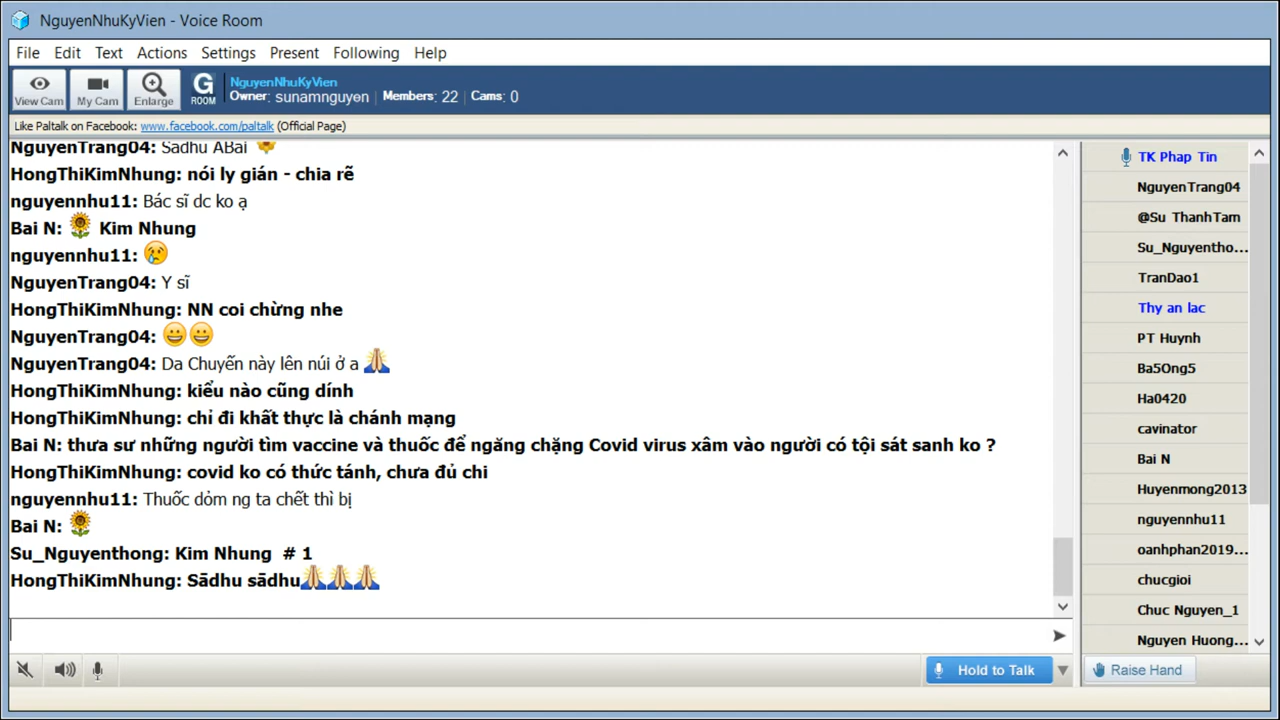 NguyenNhuKyVien - Voice Room
File Edit Text Actions Settings Present Following Help
View Cam
My Cam
Enlarge
G ROOM
NguyenNhuKyVien
Owner: sunamnguyen | Members: 22 | Cams: 0
Like Paltalk on Facebook: www.facebook.com/paltalk (Official Page)
NguyenTrang04: Sadhu ABai
HongThiKimNhung: nói ly gián - chia rẽ
nguyennhu11: Bác sĩ dc ko ạ
Bai N: 🌻 Kim Nhung
nguyennhu11: 😢
NguyenTrang04: Y sĩ
HongThiKimNhung: NN coi chừng nhe
NguyenTrang04: 😀😀
NguyenTrang04: Da Chuyến này lên núi ở a 🙏
HongThiKimNhung: kiểu nào cũng dính
HongThiKimNhung: chỉ đi khất thực là chánh mạng
Bai N: thưa sư những người tìm vaccine và thuốc để ngăng chặng Covid virus xâm vào người có tội sát sanh ko ?
HongThiKimNhung: covid ko có thức tánh, chưa đủ chi
nguyennhu11: Thuốc dỏm ng ta chết thì bị
Bai N: 🌻
Su_Nguyenthong: Kim Nhung # 1
HongThiKimNhung: Sādhu sādhu🙏🙏🙏
Hold to Talk
TK Phap Tin
NguyenTrang04
@Su ThanhTam
Su_Nguyentho...
TranDao1
Thy an lac
PT Huynh
Ba5Ong5
Ha0420
cavinator
Bai N
Huyenmong2013
nguyennhu11
oanhphan2019...
chucgioi
Chuc Nguyen_1
Nguyen Huong...
Raise Hand